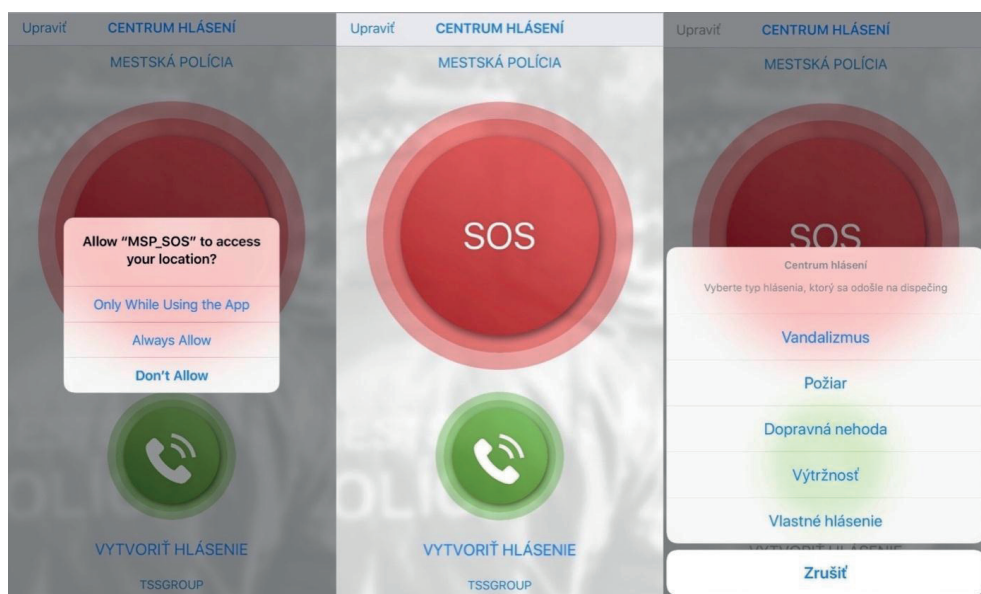 Upraviť
CENTRUM HLÁSENÍ
MESTSKÁ POLÍCIA
Allow "MSP_SOS" to access
your location?
Only While Using the App
Always Allow
Don't Allow
VYTVORIŤ HLÁSENIE
TSSGROUP
Upraviť
CENTRUM HLÁSENÍ
MESTSKÁ POLÍCIA
SOS
VYTVORIŤ HLÁSENIE
TSSGROUP
Upraviť
CENTRUM HLÁSENÍ
MESTSKÁ POLÍCIA
SOS
Centrum hlásení
Vyberte typ hlásenia, ktorý sa odošle na dispečing
Vandalizmus
Požiar
Dopravná nehoda
Výtržnosť
Vlastné hlásenie
VYTVORIŤ HLÁSENIE
Zrušiť